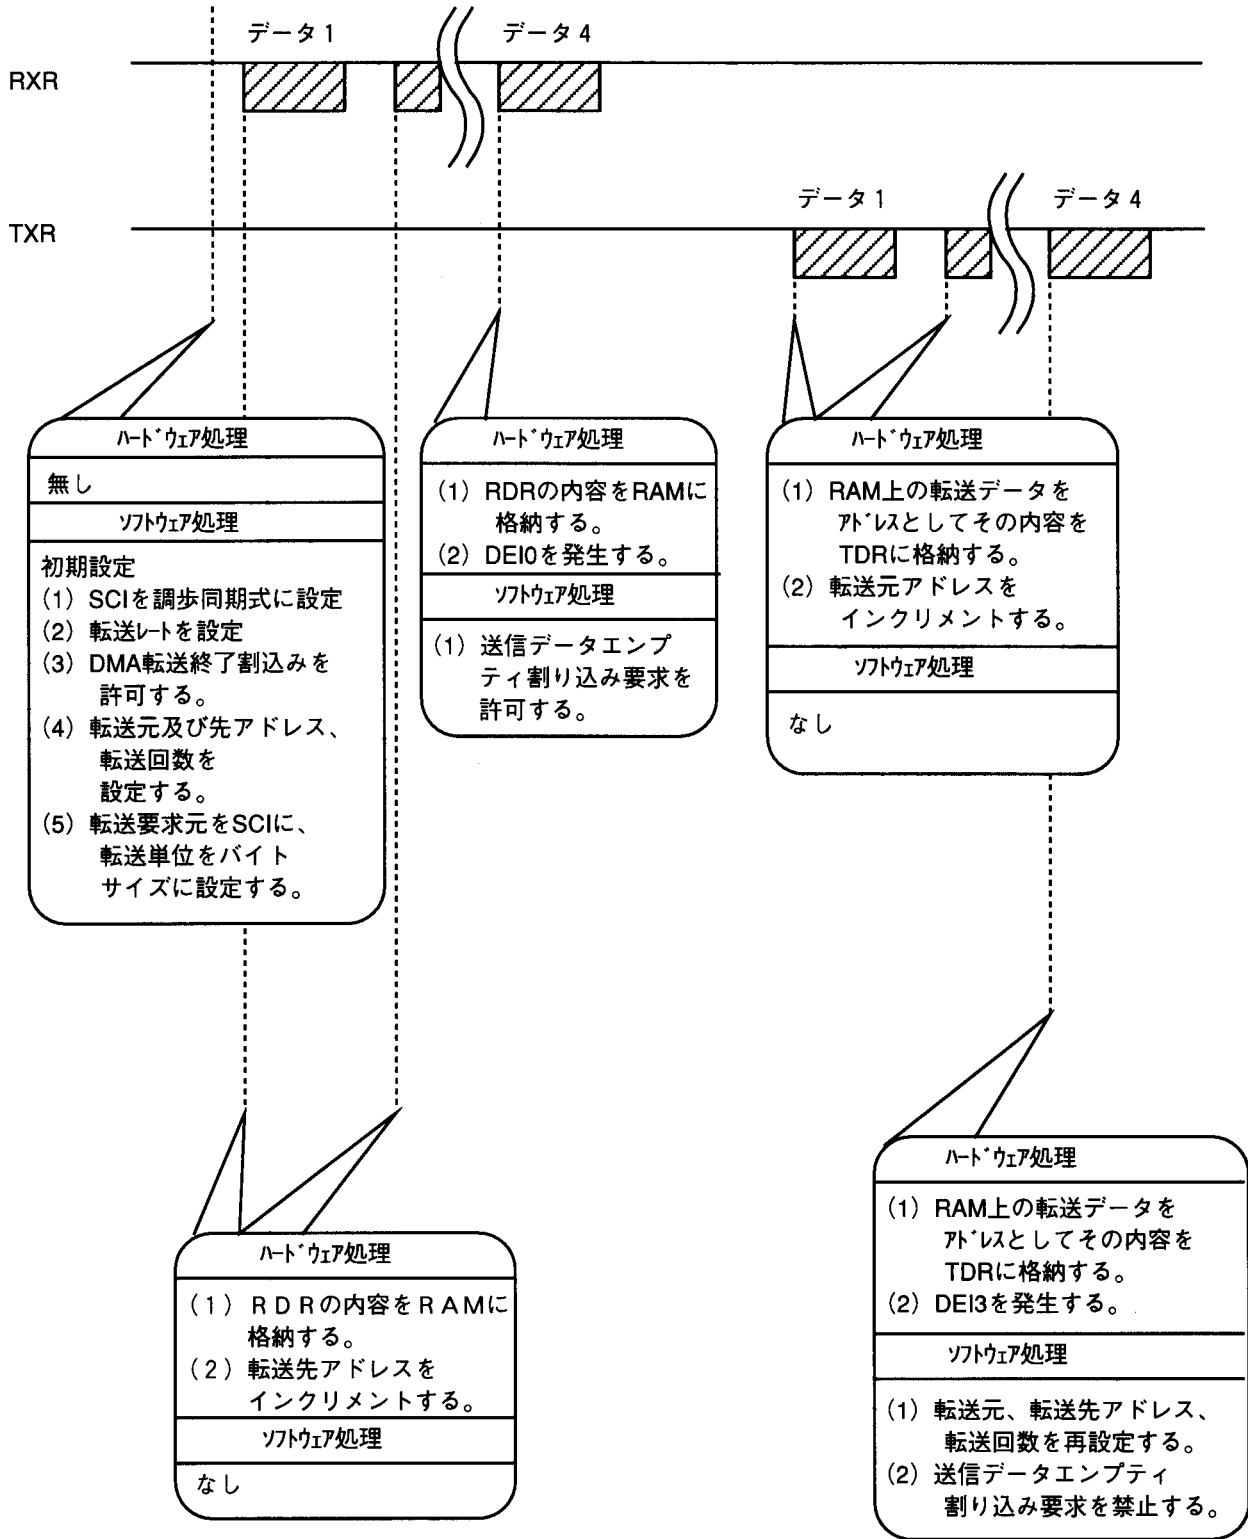 データ1
データ4
RXR
データ1
データ4
TXR
ハードウェア処理
無し
ソフトウェア処理
初期設定
(1) SCIを調歩同期式に設定
(2) 転送レートを設定
(3) DMA転送終了割込みを
許可する。
(4) 転送元及び先アドレス、
転送回数を
設定する。
(5) 転送要求元をSCIに、
転送単位をバイト
サイズに設定する。
ハードウェア処理
(1) RDRの内容をRAMに
格納する。
(2) DEI0を発生する。
ソフトウェア処理
(1) 送信データエンプ
ティ割り込み要求を
許可する。
ハードウェア処理
(1) RAM上の転送データを
アドレスとしてその内容を
TDRに格納する。
(2) 転送元アドレスを
インクリメントする。
ソフトウェア処理
なし
ハードウェア処理
(1) RDRの内容をRAMに
格納する。
(2) 転送先アドレスを
インクリメントする。
ソフトウェア処理
なし
ハードウェア処理
(1) RAM上の転送データを
アドレスとしてその内容を
TDRに格納する。
(2) DEI3を発生する。
ソフトウェア処理
(1) 転送元、転送先アドレス、
転送回数を再設定する。
(2) 送信データエンプティ
割り込み要求を禁止する。